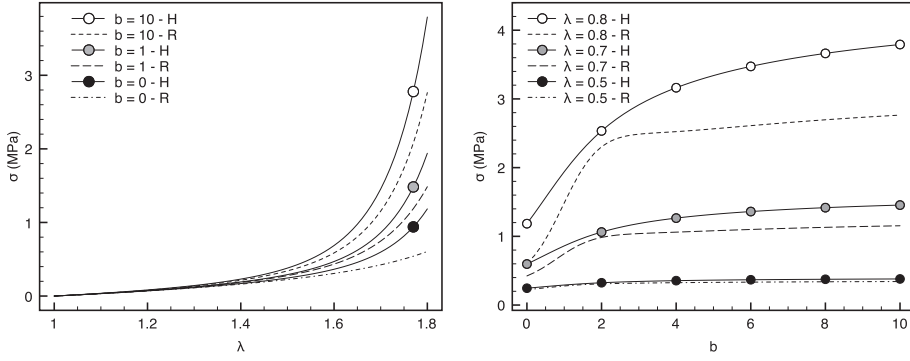 b = 10 - H
b = 10 - R
b = 1 - H
b = 1 - R
b = 0 - H
b = 0 - R
σ (MPa)
3
2
1
0
1
1.2
1.4
1.6
1.8
λ
λ = 0.8 - H
λ = 0.8 - R
λ = 0.7 - H
λ = 0.7 - R
λ = 0.5 - H
λ = 0.5 - R
σ (MPa)
4
3
2
1
0
0
2
4
6
8
10
b